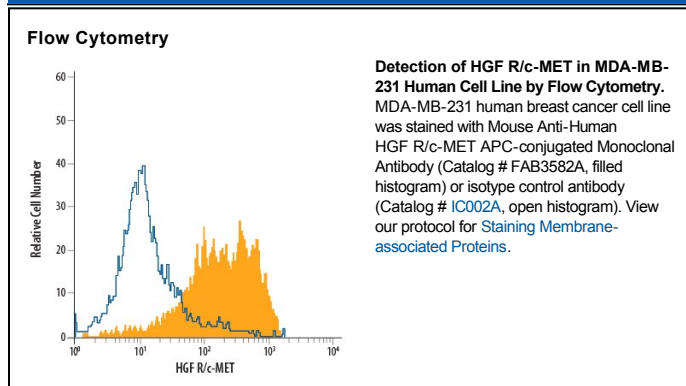 Flow Cytometry
60
50
40
30
20
10
0
Relative Cell Number
10⁰ 10¹ 10² 10³ 10⁴
HGF R/c-MET
Detection of HGF R/c-MET in MDA-MB-
231 Human Cell Line by Flow Cytometry.
MDA-MB-231 human breast cancer cell line
was stained with Mouse Anti-Human
HGF R/c-MET APC-conjugated Monoclonal
Antibody (Catalog # FAB3582A, filled
histogram) or isotype control antibody
(Catalog # IC002A, open histogram). View
our protocol for Staining Membrane-
associated Proteins.